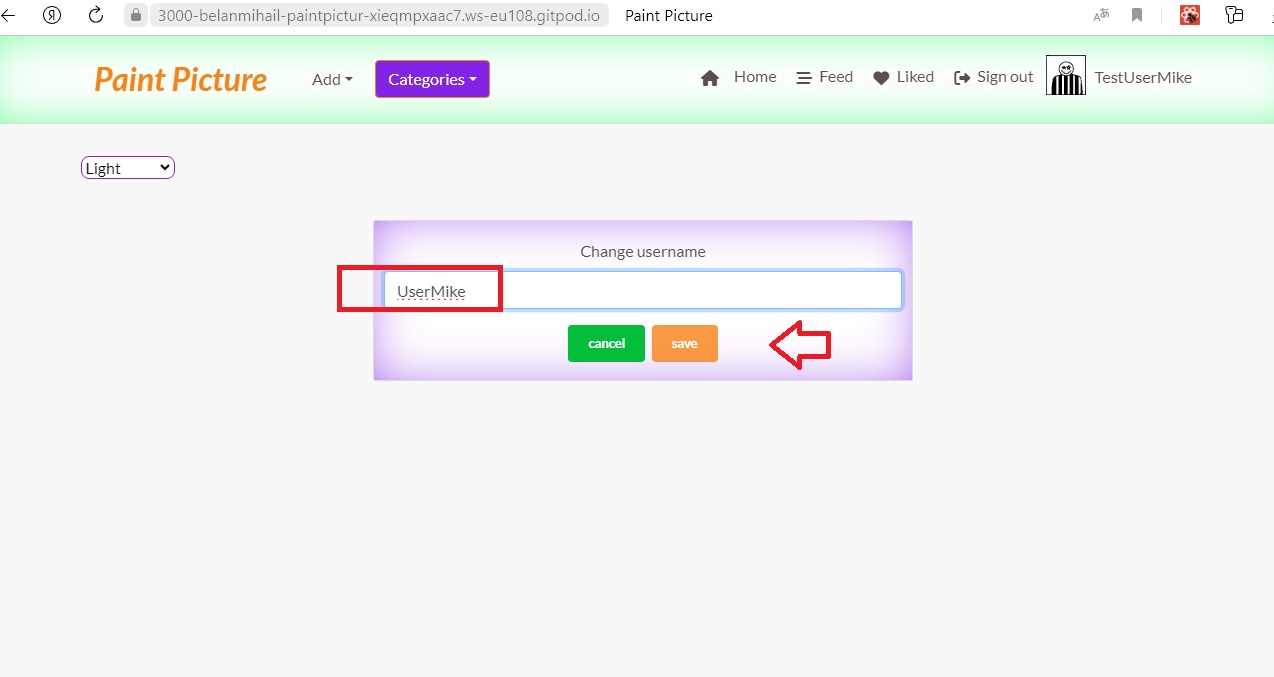 3000-belanmihail-paintpictur-xieqmpxaac7.ws-eu108.gitpod.io Paint Picture
Paint Picture Add Categories Home Feed Liked Sign out TestUserMike
Light
Change username
UserMike
cancel save